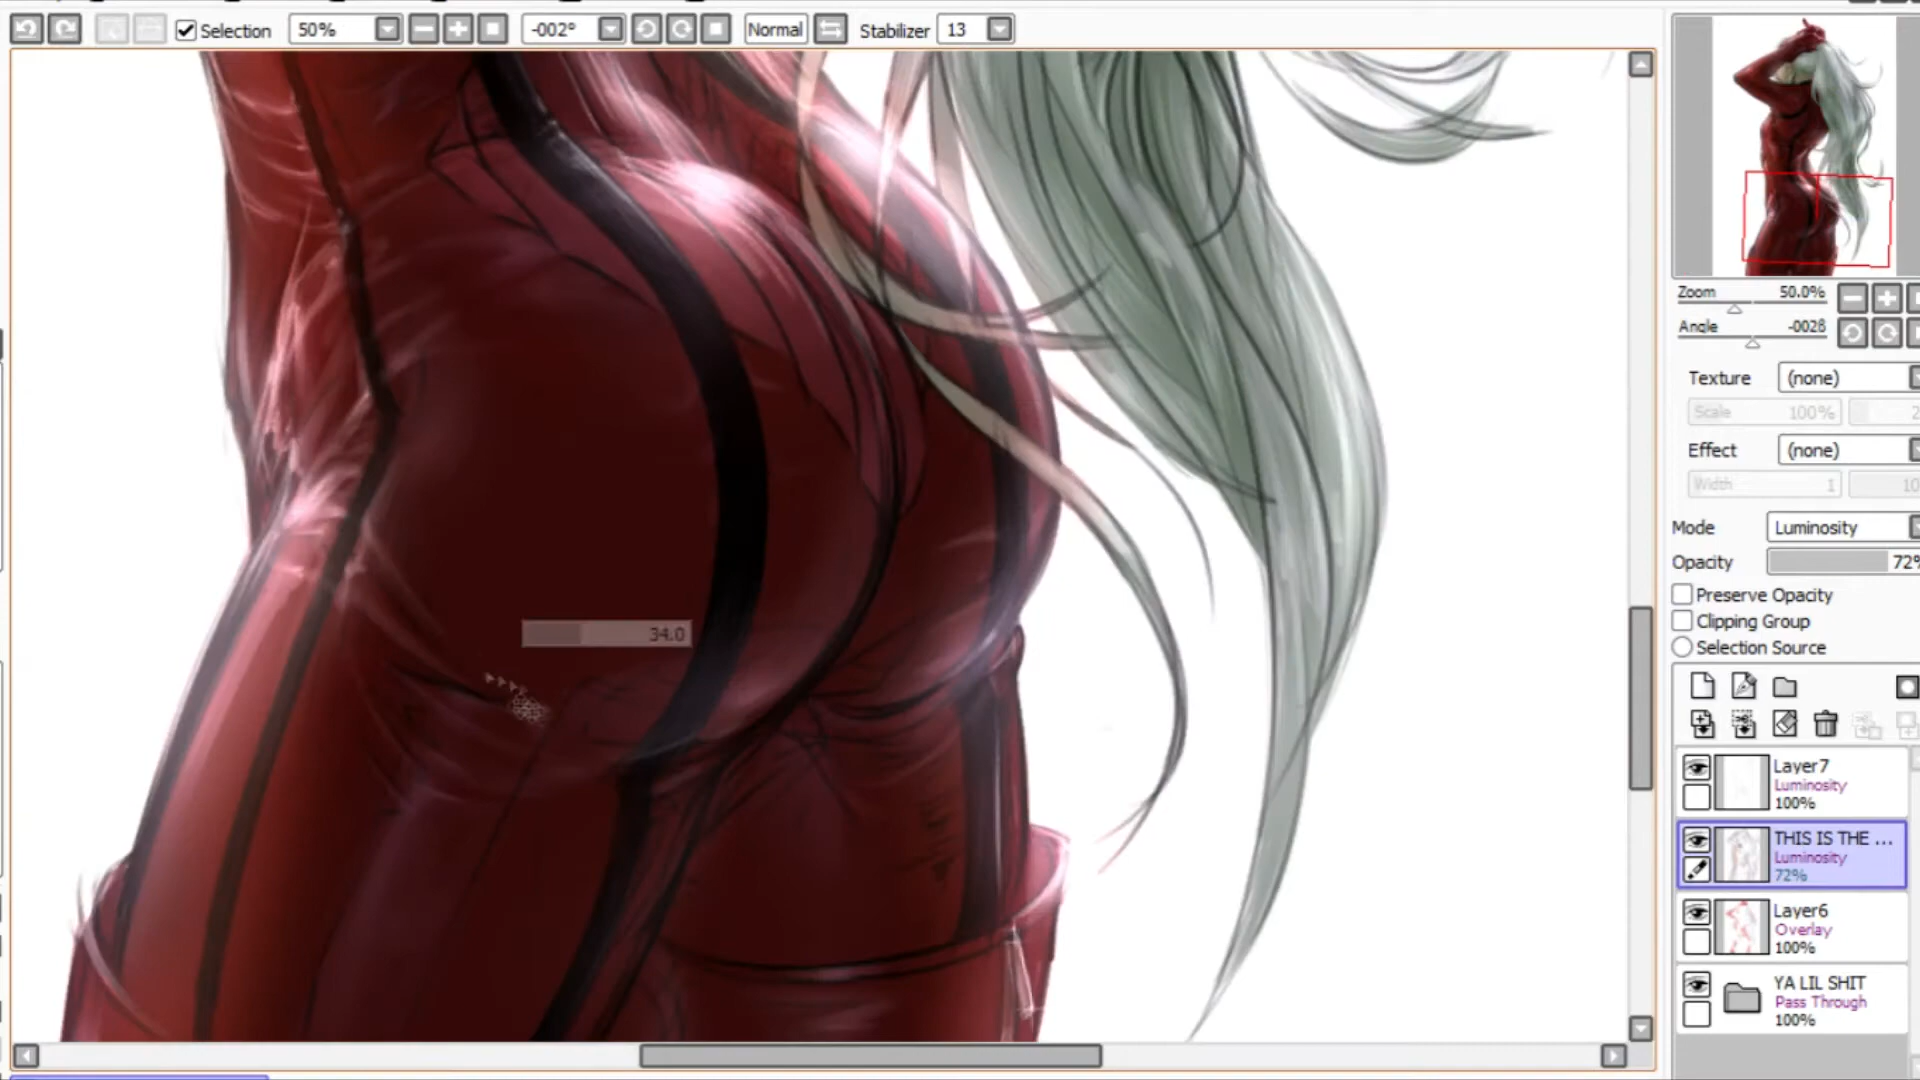 Selection 50% -002° Normal Stabilizer 13
34.0
Zoom 50.0%
Angle -0028
Texture (none)
Scale 100% 2
Effect (none)
Width 1 10
Mode Luminosity
Opacity 72%
Preserve Opacity
Clipping Group
Selection Source
Layer7
Luminosity
100%
THIS IS THE ...
Luminosity
72%
Layer6
Overlay
100%
YA LIL SHIT
Pass Through
100%